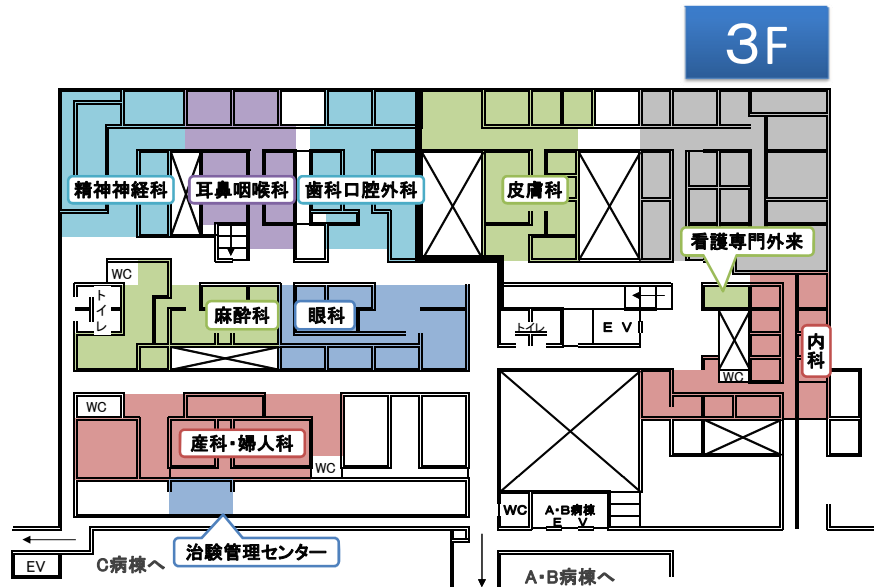 3F
精神神経科
耳鼻咽喉科
歯科口腔外科
皮膚科
看護専門外来
WC
トイレ
麻酔科
眼科
トイレ
EV
内科
WC
WC
産科・婦人科
WC
WC
A・B病棟
EV
治験管理センター
EV
C病棟へ
A・B病棟へ